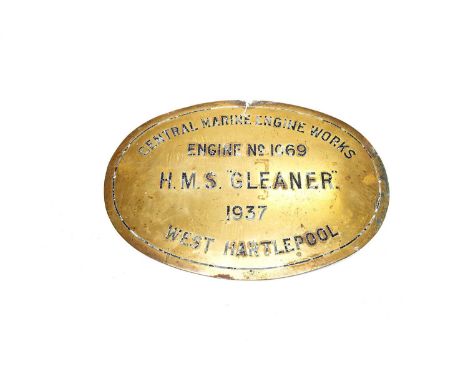 CENTRAL MARINE ENGINE WORKS
ENGINE No 1069
H.M.S. "GLEANER"
1937
WEST HARTLEPOOL